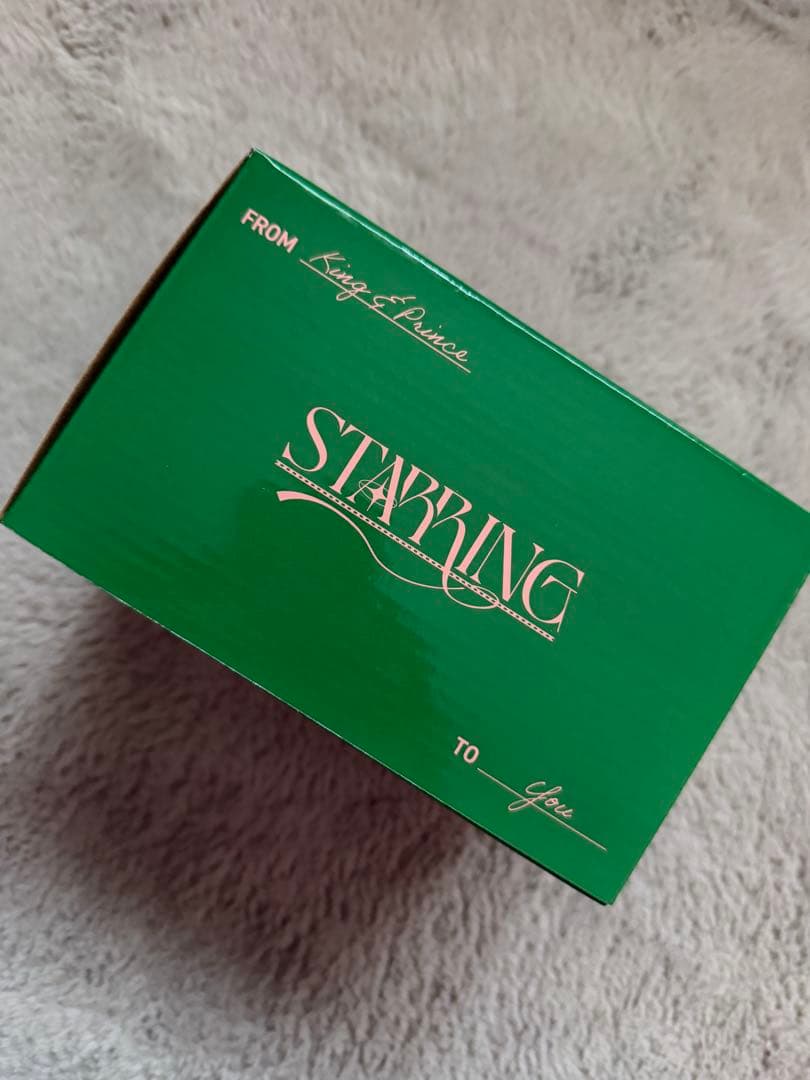 FROM King & Prince
STARRING
TO You